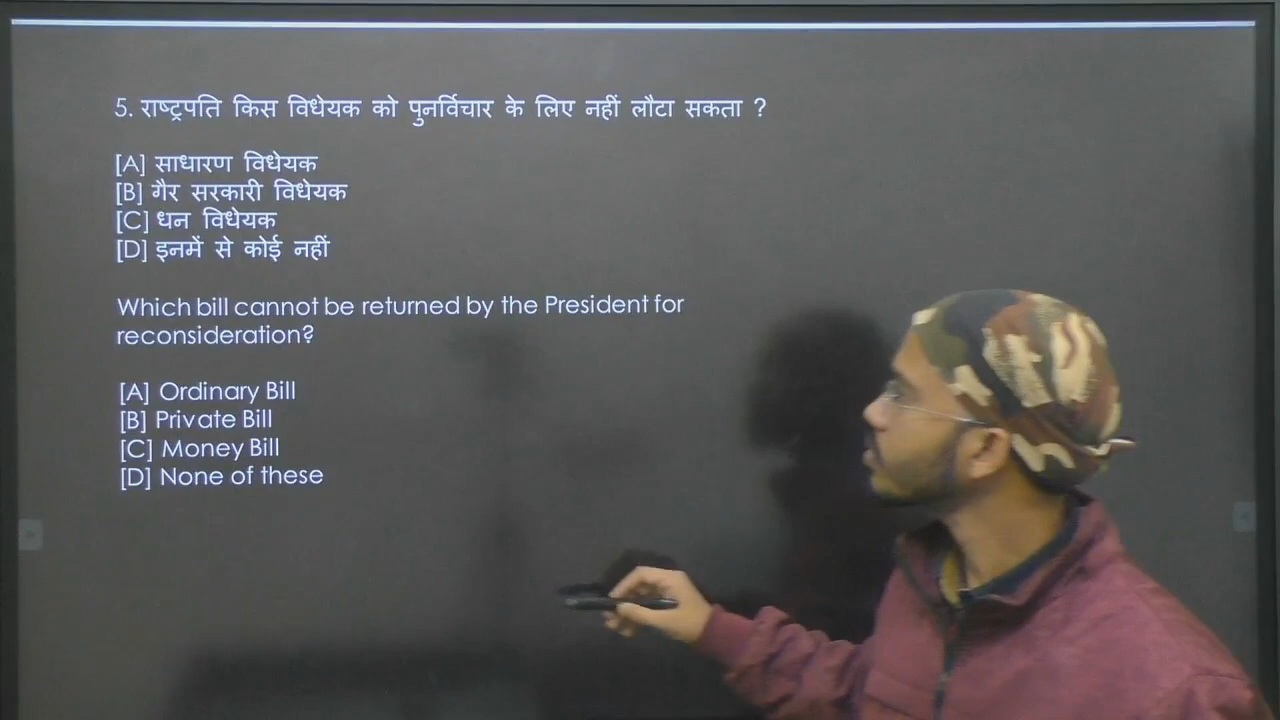 5. राष्ट्रपति किस विधेयक को पुनर्विचार के लिए नहीं लौटा सकता ?
[A] साधारण विधेयक
[B] गैर सरकारी विधेयक
[C] धन विधेयक
[D] इनमें से कोई नहीं
Which bill cannot be returned by the President for
reconsideration?
[A] Ordinary Bill
[B] Private Bill
[C] Money Bill
[D] None of these